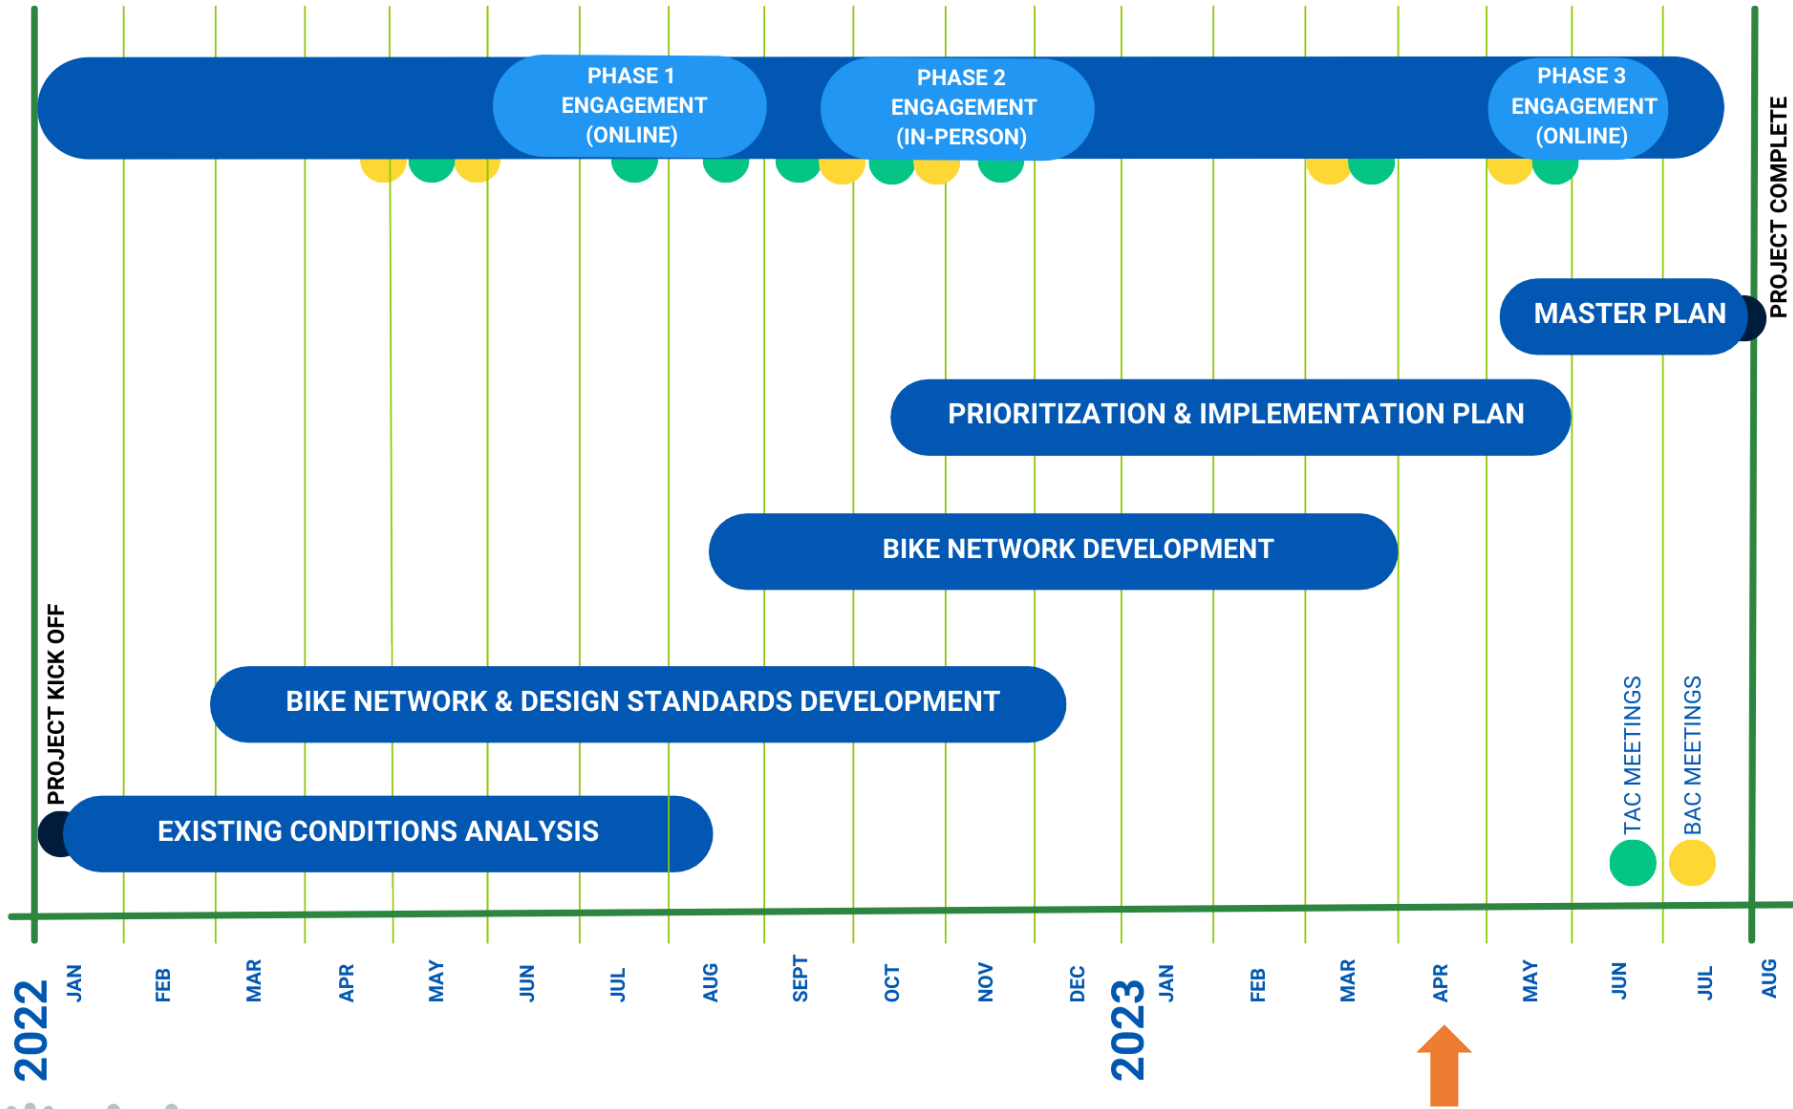 PHASE 1
ENGAGEMENT
(ONLINE)
PHASE 2
ENGAGEMENT
(IN-PERSON)
PHASE 3
ENGAGEMENT
(ONLINE)
PROJECT COMPLETE
MASTER PLAN
PRIORITIZATION & IMPLEMENTATION PLAN
BIKE NETWORK DEVELOPMENT
PROJECT KICK OFF
BIKE NETWORK & DESIGN STANDARDS DEVELOPMENT
TAC MEETINGS
BAC MEETINGS
EXISTING CONDITIONS ANALYSIS
2022
JAN
FEB
MAR
APR
MAY
JUN
JUL
AUG
SEPT
OCT
NOV
DEC
2023
JAN
FEB
MAR
APR
MAY
JUN
JUL
AUG